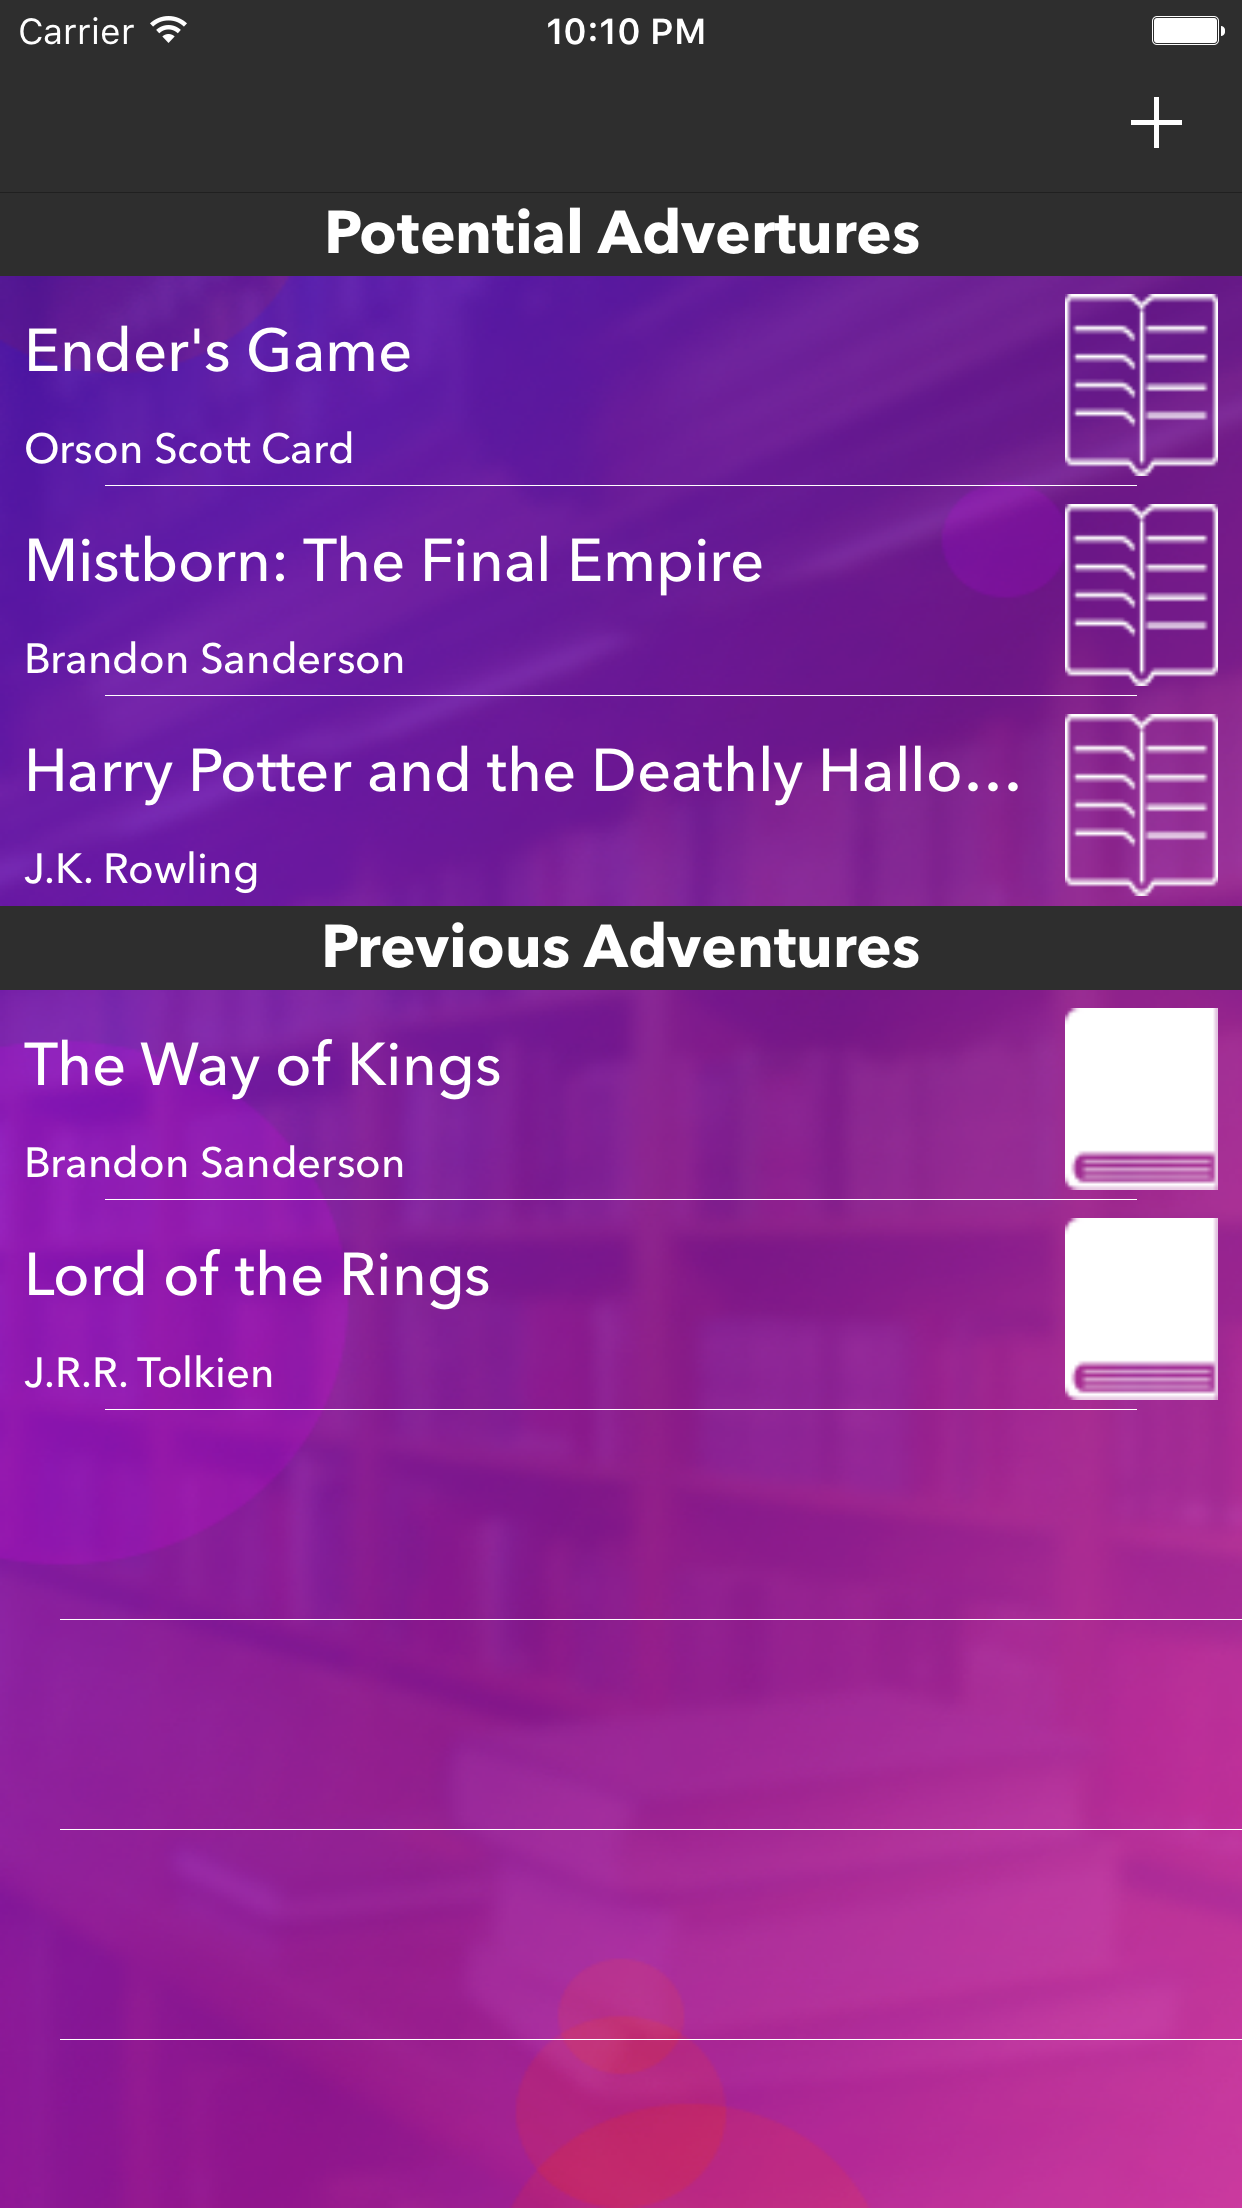 Carrier 10:10 PM
Potential Advertures
Ender's Game
Orson Scott Card
Mistborn: The Final Empire
Brandon Sanderson
Harry Potter and the Deathly Hallo...
J.K. Rowling
Previous Adventures
The Way of Kings
Brandon Sanderson
Lord of the Rings
J.R.R. Tolkien